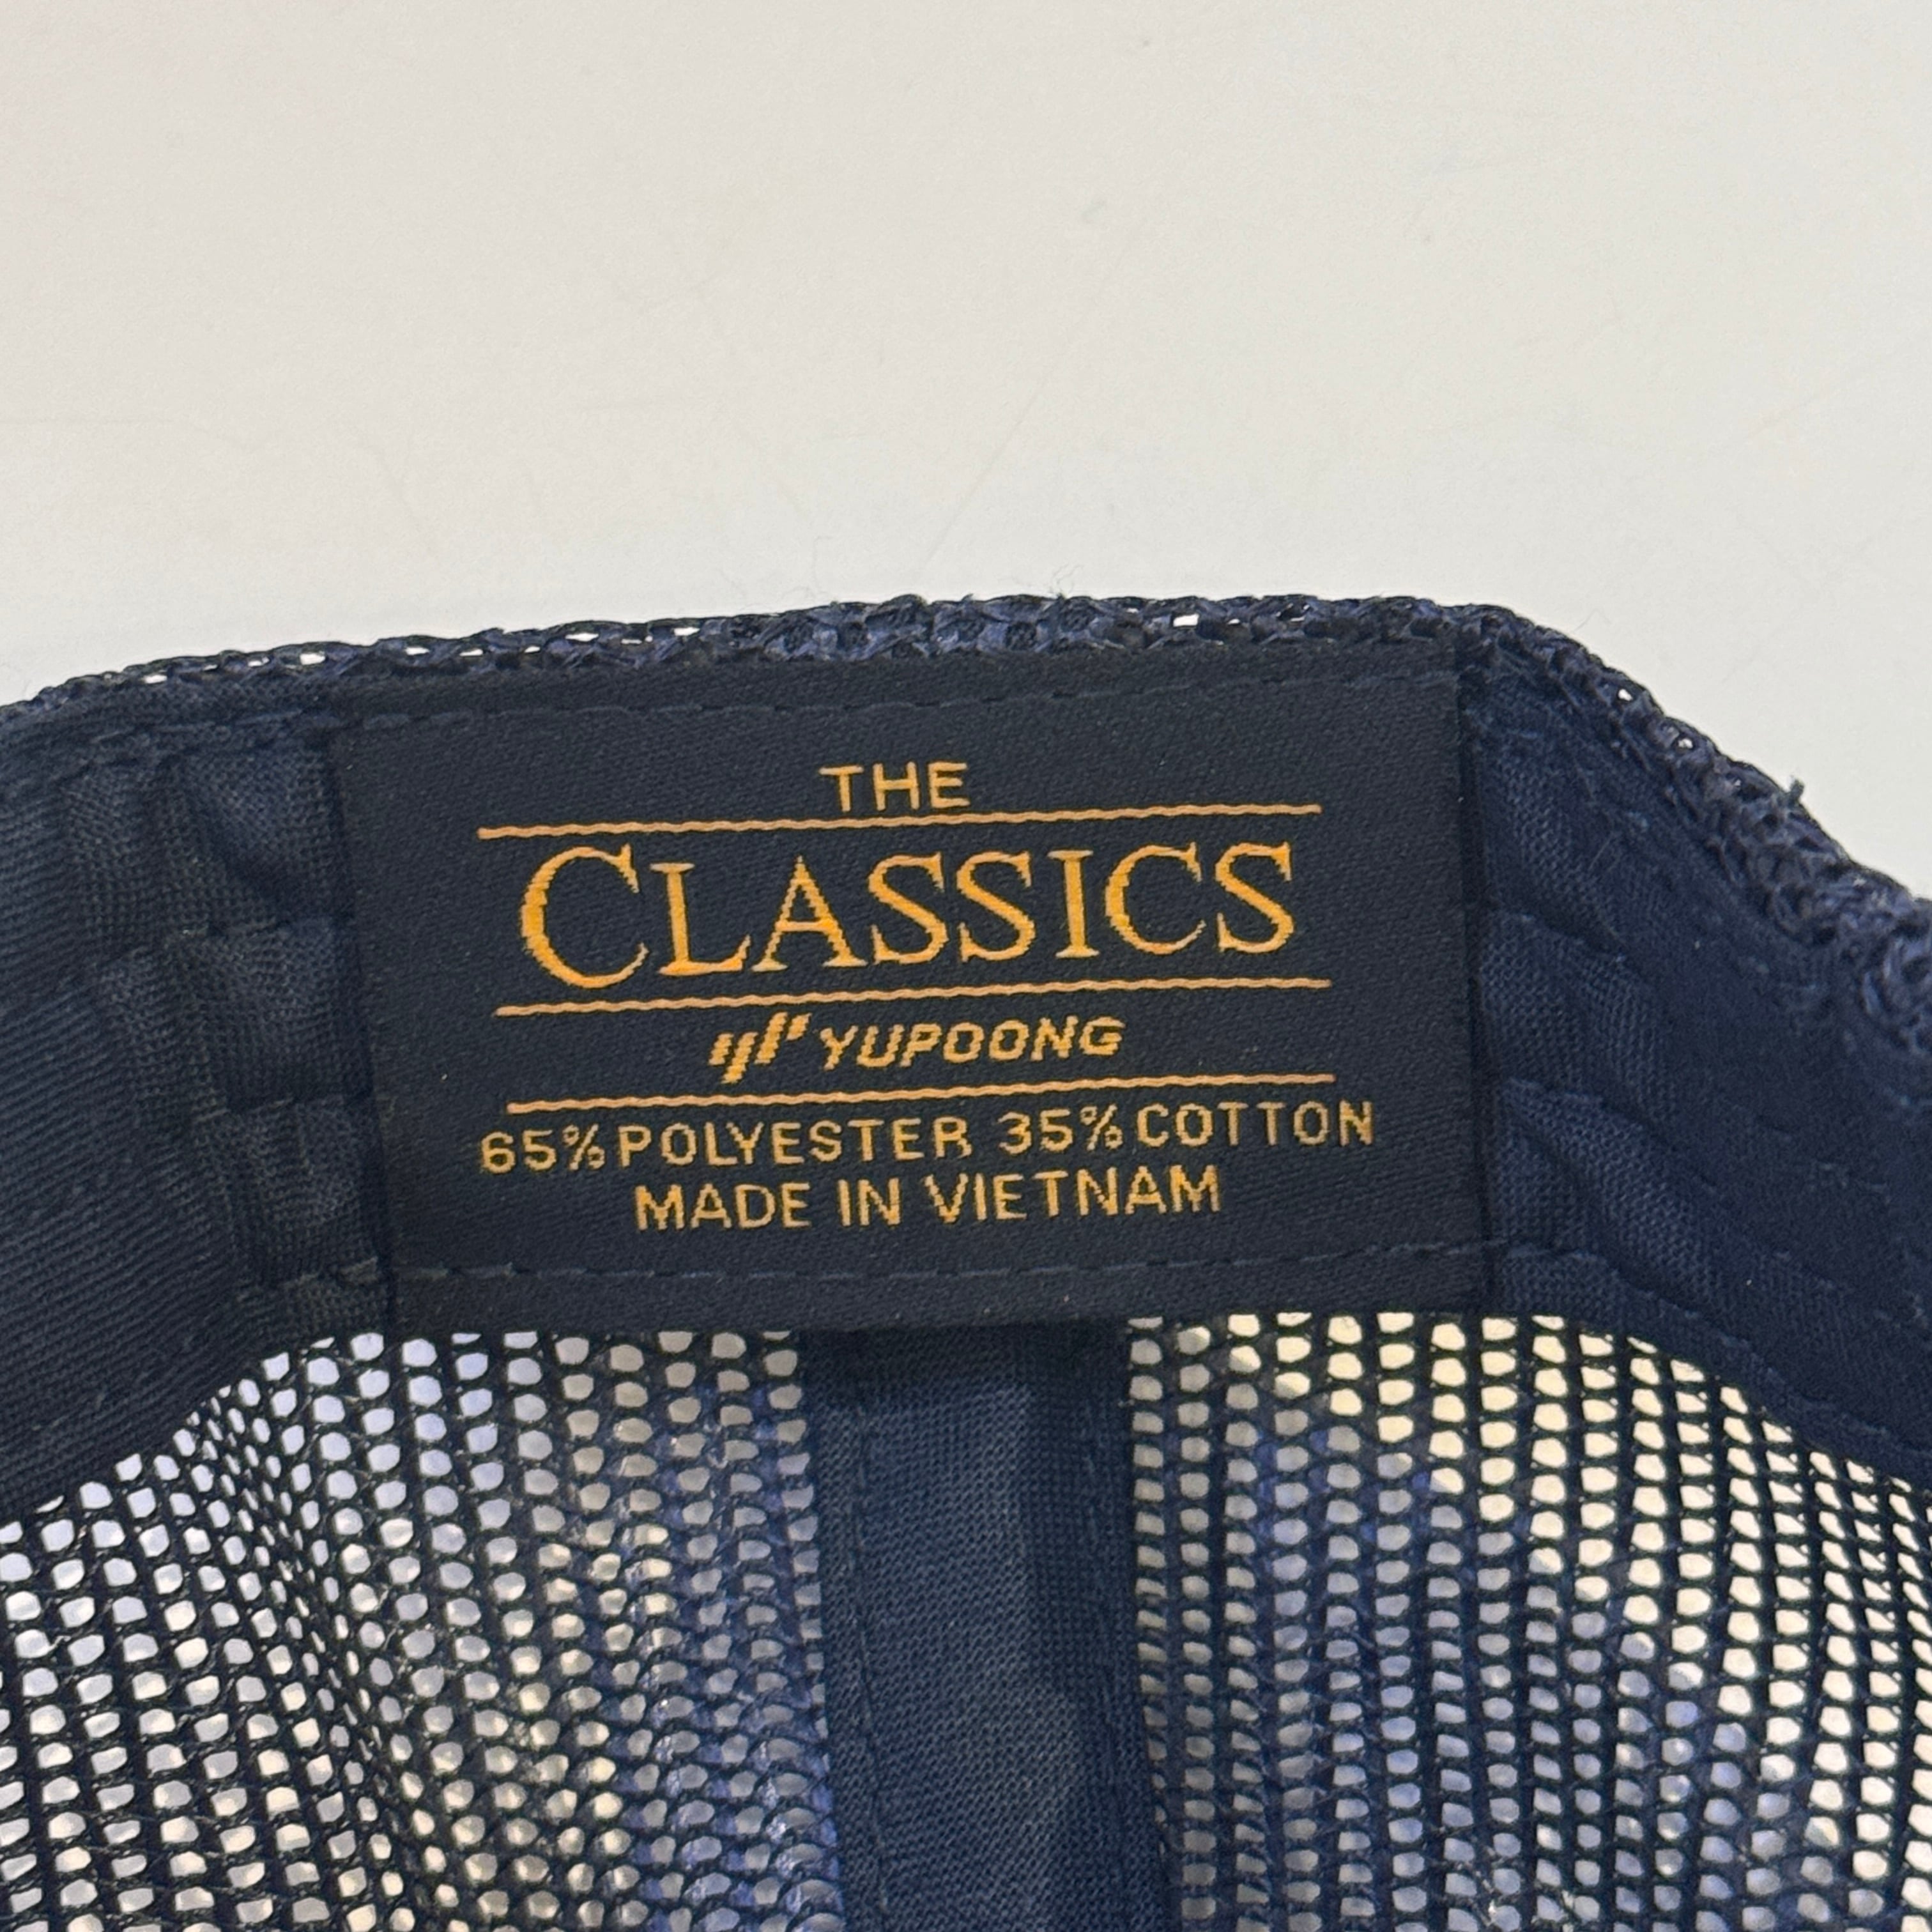 THE
CLASSICS
YUPOONG
65% POLYESTER 35% COTTON
MADE IN VIETNAM